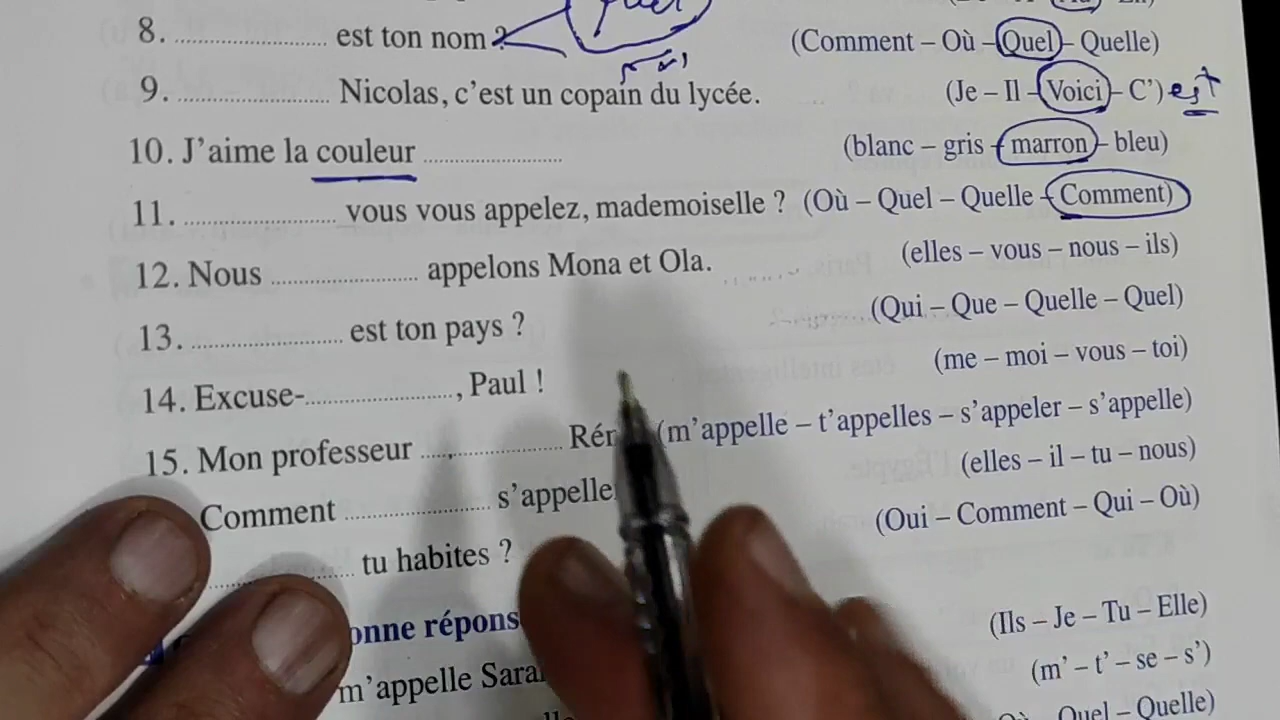 8. ........................ est ton nom ? (Comment – Où – Quel – Quelle)
9. ........................ Nicolas, c’est un copain du lycée. (Je – Il – Voici – C’) est
10. J’aime la couleur ........................ (blanc – gris – marron – bleu)
11. ........................ vous vous appelez, mademoiselle ? (Où – Quel – Quelle – Comment)
12. Nous ........................ appelons Mona et Ola. (elles – vous – nous – ils)
13. ........................ est ton pays ? (Qui – Que – Quelle – Quel)
14. Excuse-........................, Paul ! (me – moi – vous – toi)
15. Mon professeur ........................ (m’appelle – t’appelles – s’appeler – s’appelle)
Comment ........................ (elles – il – tu – nous)
........................ tu habites ? (Oui – Comment – Qui – Où)
(Ils – Je – Tu – Elle)
m’appelle (m’ – t’ – se – s’)
Quel – Quelle)